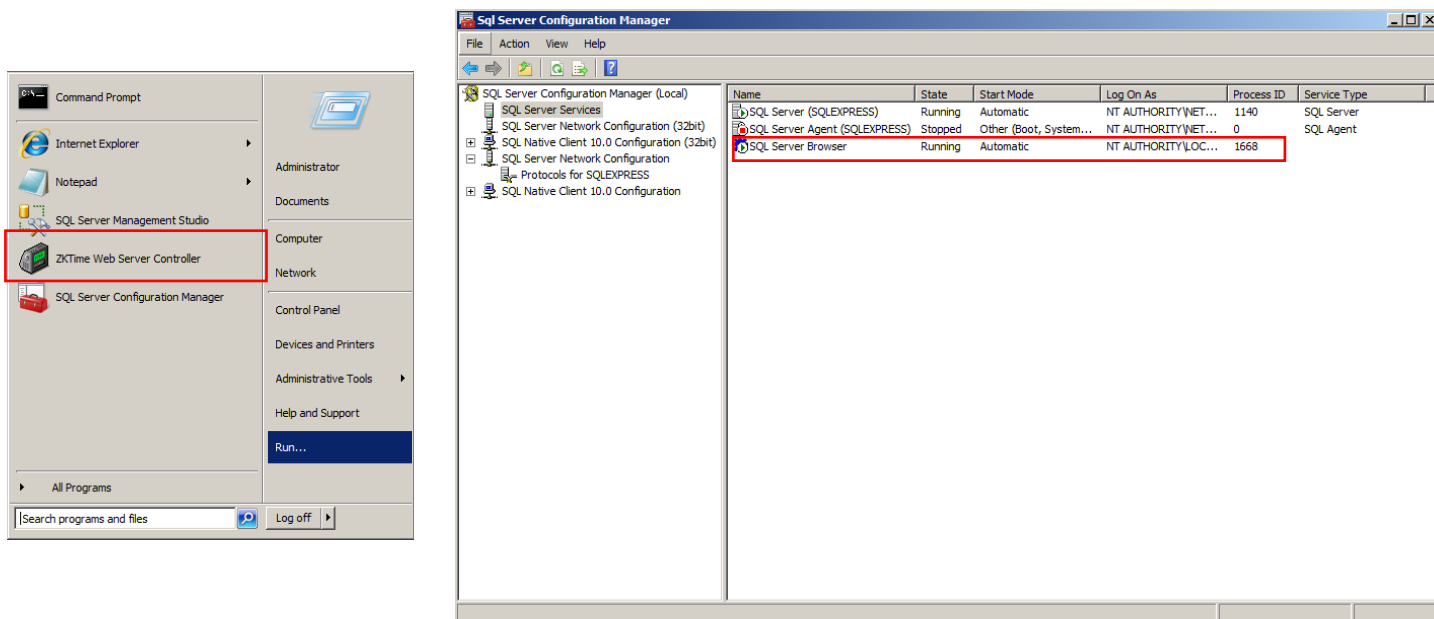 Command Prompt
Internet Explorer
Notepad
SQL Server Management Studio
ZKTime Web Server Controller
SQL Server Configuration Manager
All Programs
Search programs and files
Administrator
Documents
Computer
Network
Control Panel
Devices and Printers
Administrative Tools
Help and Support
Run...
Log off
Sql Server Configuration Manager
File Action View Help
SQL Server Configuration Manager (Local)
SQL Server Services
SQL Server Network Configuration (32bit)
SQL Native Client 10.0 Configuration (32bit)
SQL Server Network Configuration
Protocols for SQLEXPRESS
SQL Native Client 10.0 Configuration
Name State Start Mode Log On As Process ID Service Type
SQL Server (SQLEXPRESS) Running Automatic NT AUTHORITY\NET... 1140 SQL Server
SQL Server Agent (SQLEXPRESS) Stopped Other (Boot, System... NT AUTHORITY\NET... 0 SQL Agent
SQL Server Browser Running Automatic NT AUTHORITY\LOC... 1668